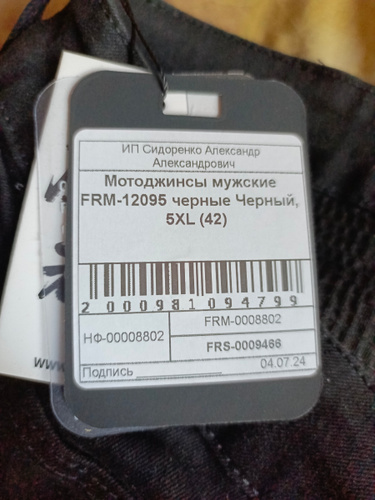 ИП Сидоренко Александр
Александрович
Мотоджинсы мужские
FRM-12095 черные Черный,
5XL (42)
2 000981 094799
НФ-00008802
FRM-0008802
FRS-0009466
Подпись
04.07.24
www